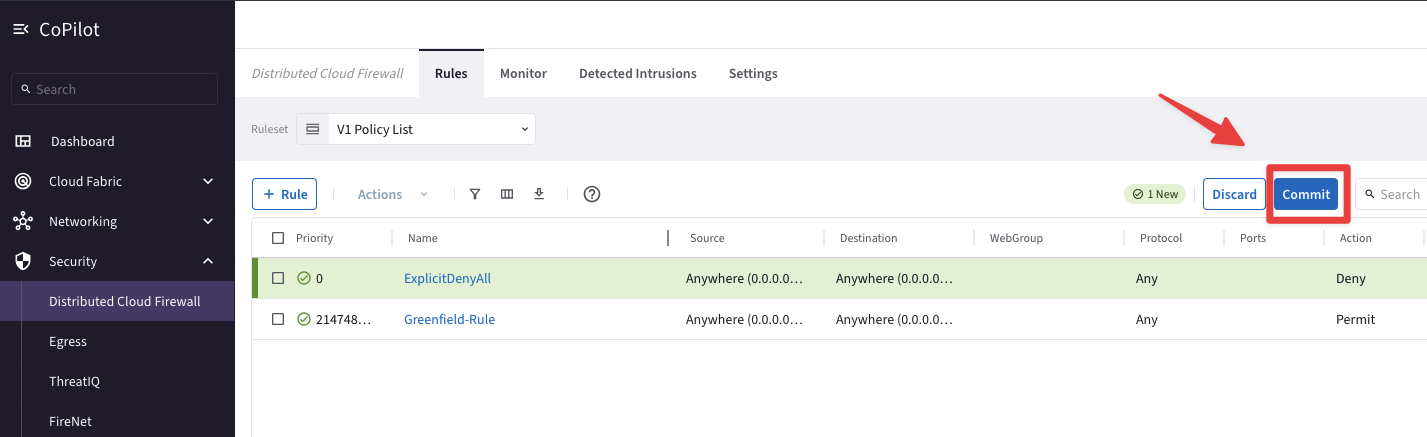 CoPilot
Search
Dashboard
Cloud Fabric
Networking
Security
Distributed Cloud Firewall
Egress
ThreatIQ
FireNet
Distributed Cloud Firewall Rules Monitor Detected Intrusions Settings
Ruleset V1 Policy List
+ Rule Actions ? 1 New Discard Commit Search
Priority Name Source Destination WebGroup Protocol Ports Action
0 ExplicitDenyAll Anywhere (0.0.0.0... Anywhere (0.0.0.0... Any Deny
214748... Greenfield-Rule Anywhere (0.0.0.0... Anywhere (0.0.0.0... Any Permit